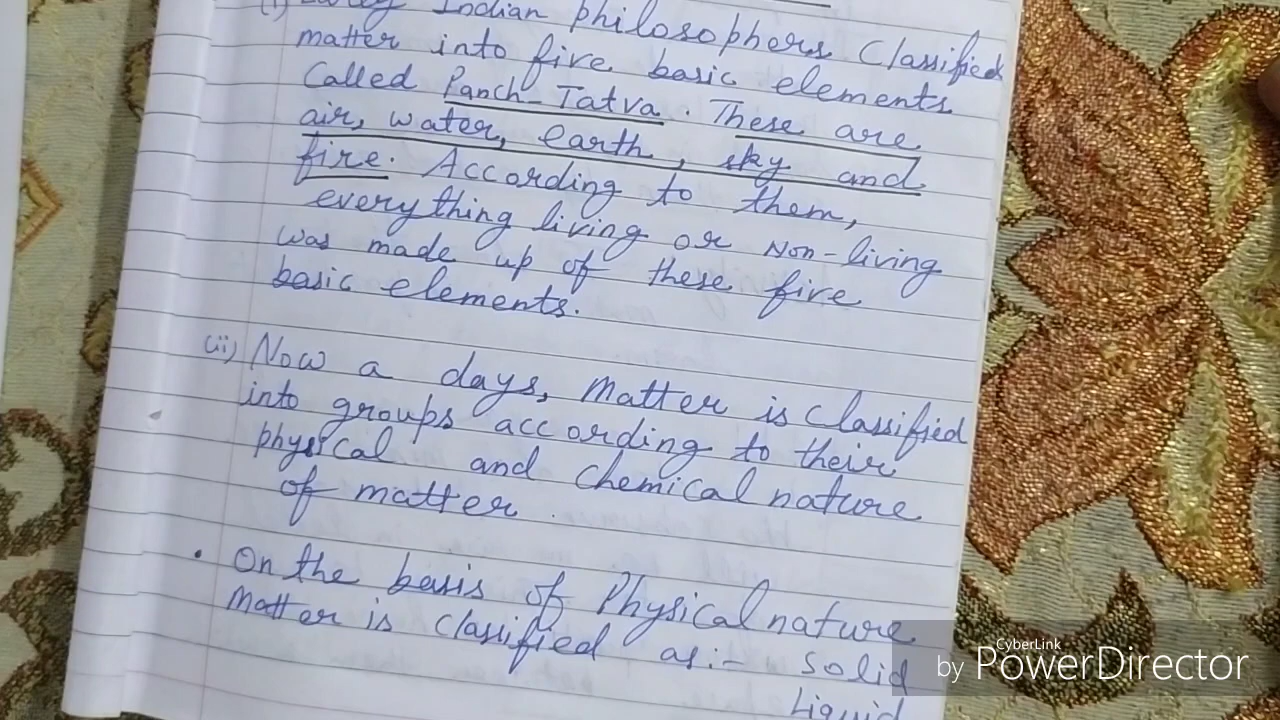 (i) Early Indian philosophers Classified
matter into five basic elements
Called Panch-Tatva. These are
air, water, earth, sky and
fire. According to them,
everything living or Non-living
was made up of these five
basic elements.
(ii) Now a days, Matter is classified
into groups according to their
physical and chemical nature
of matter.
• On the basis of Physical nature
Matter is classified as:- Solid
Liquid
CyberLink
by PowerDirector